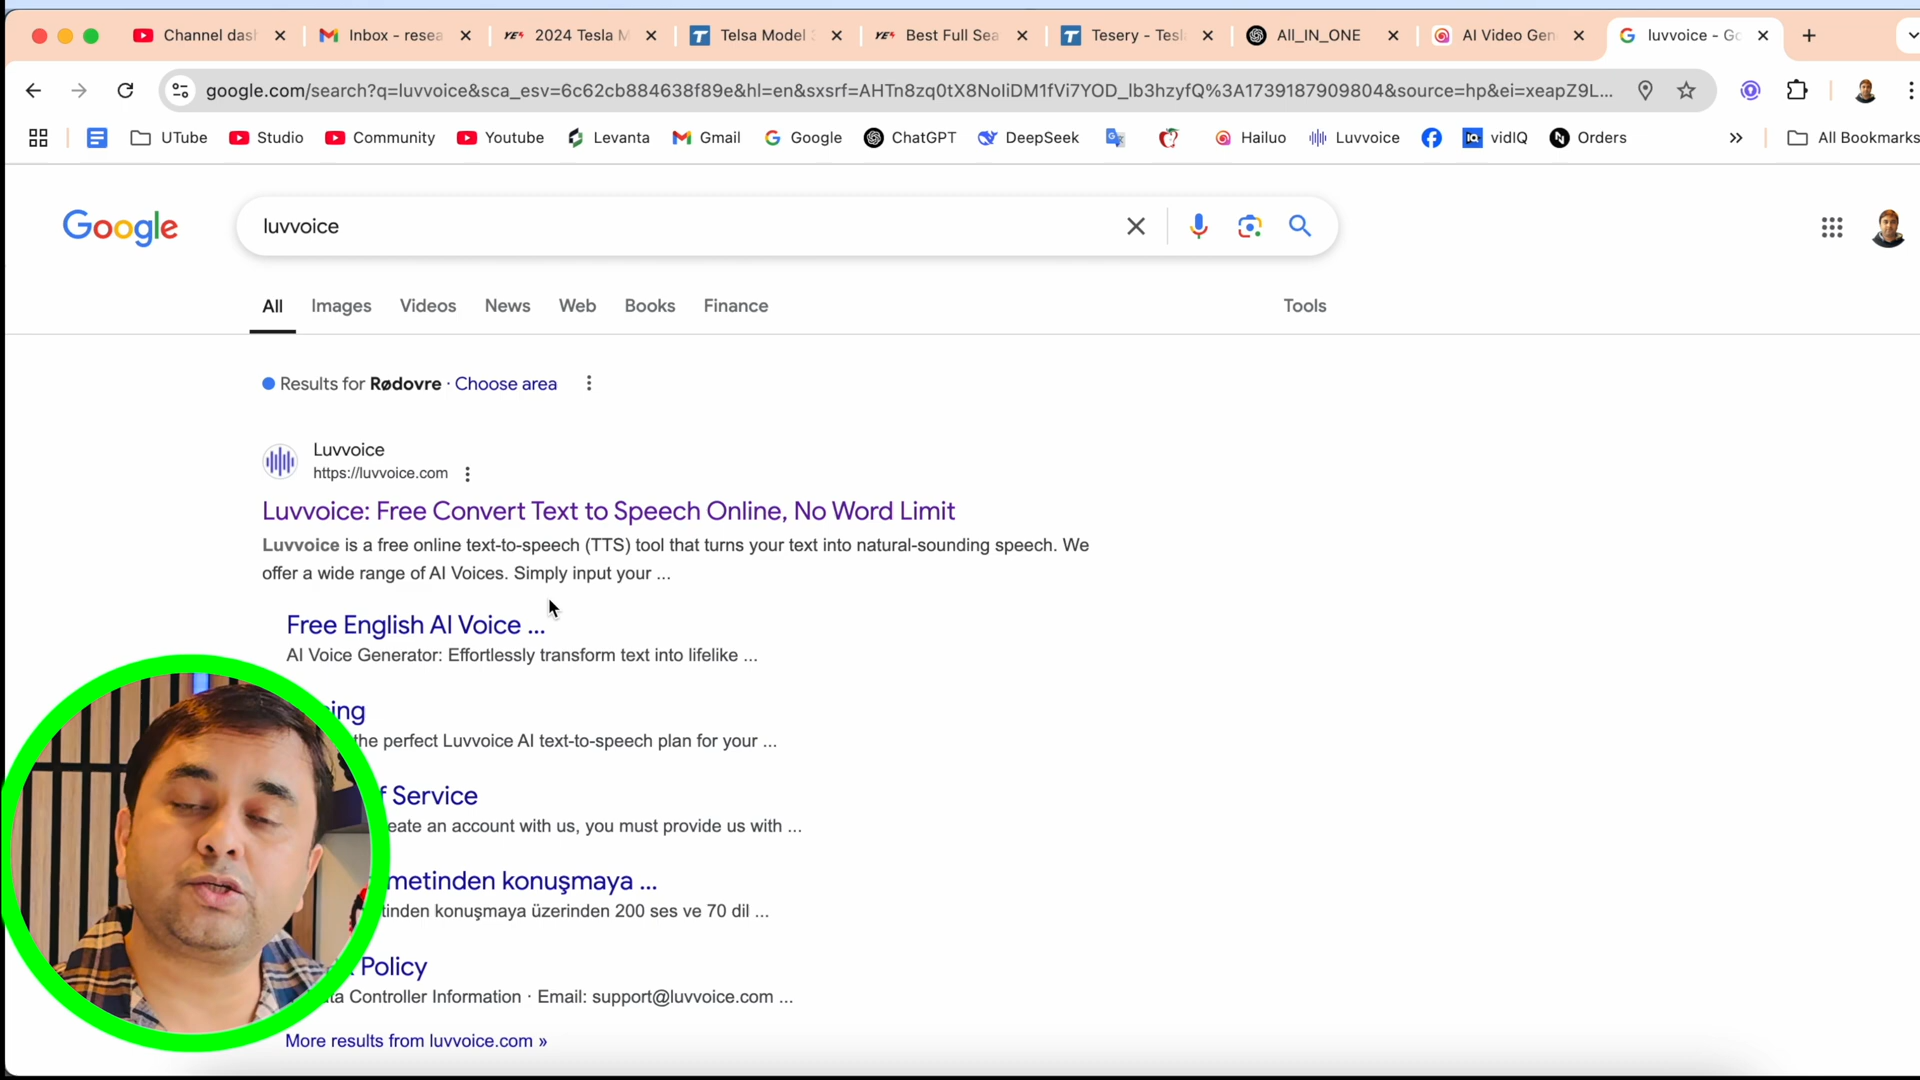 Channel das
Inbox - resea
2024 Tesla M
Telsa Model
Best Full Sea
Tesery - Tesl
All_IN_ONE
AI Video Gen
luvvoice - Go
google.com/search?q=luvvoice&sca_esv=6c62cb884638f89e&hl=en&sxsrf=AHTn8zq0tX8NoIiDM1fVi7YOD_lb3hzyfQ%3A1739187909804&source=hp&ei=xeapZ9L...
UTube
Studio
Community
Youtube
Levanta
Gmail
Google
ChatGPT
DeepSeek
Hailuo
Luvvoice
vidIQ
Orders
All Bookmarks
Google
luvvoice
All
Images
Videos
News
Web
Books
Finance
Tools
Results for Rødovre · Choose area
Luvvoice
https://luvvoice.com
Luvvoice: Free Convert Text to Speech Online, No Word Limit
Luvvoice is a free online text-to-speech (TTS) tool that turns your text into natural-sounding speech. We
offer a wide range of AI Voices. Simply input your ...
Free English AI Voice ...
AI Voice Generator: Effortlessly transform text into lifelike ...
ing
the perfect Luvvoice AI text-to-speech plan for your ...
f Service
eate an account with us, you must provide us with ...
metinden konuşmaya ...
tinden konuşmaya üzerinden 200 ses ve 70 dil ...
Policy
ta Controller Information · Email: support@luvvoice.com ...
More results from luvvoice.com »